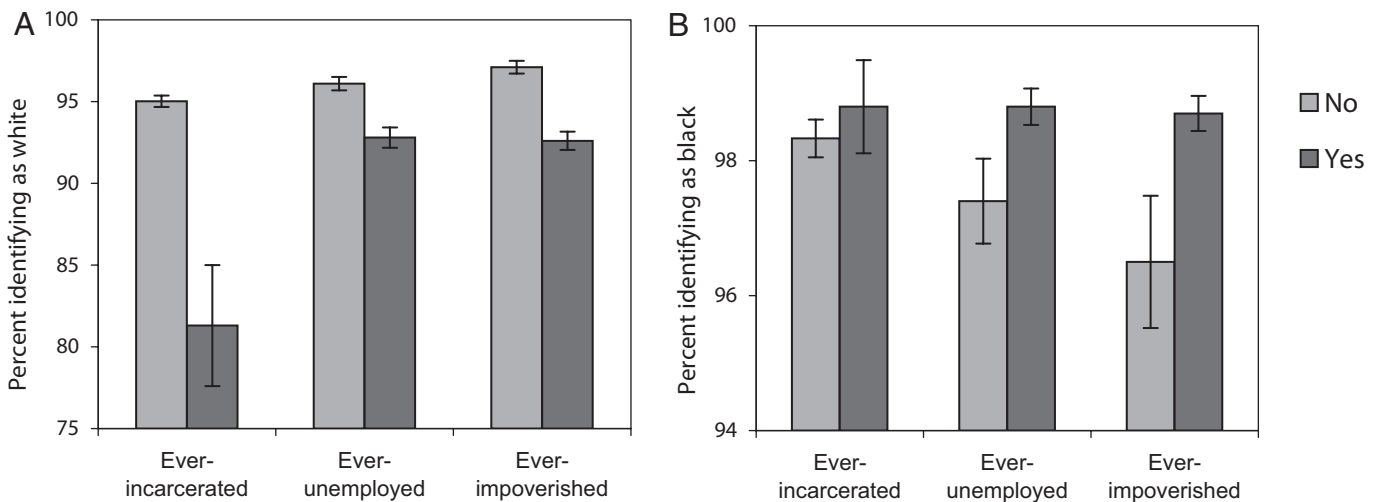 A
Percent identifying as white
100
95
90
85
80
75
Ever-
incarcerated
Ever-
unemployed
Ever-
impoverished
B
Percent identifying as black
100
98
96
94
Ever-
incarcerated
Ever-
unemployed
Ever-
impoverished
No
Yes